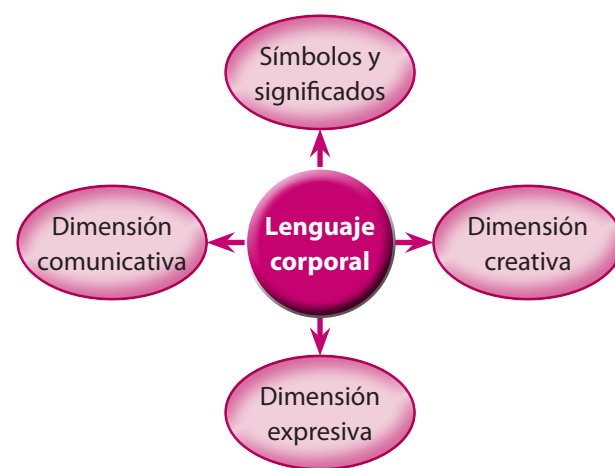 Símbolos y
significados
Dimensión
comunicativa
Lenguaje
corporal
Dimensión
creativa
Dimensión
expresiva